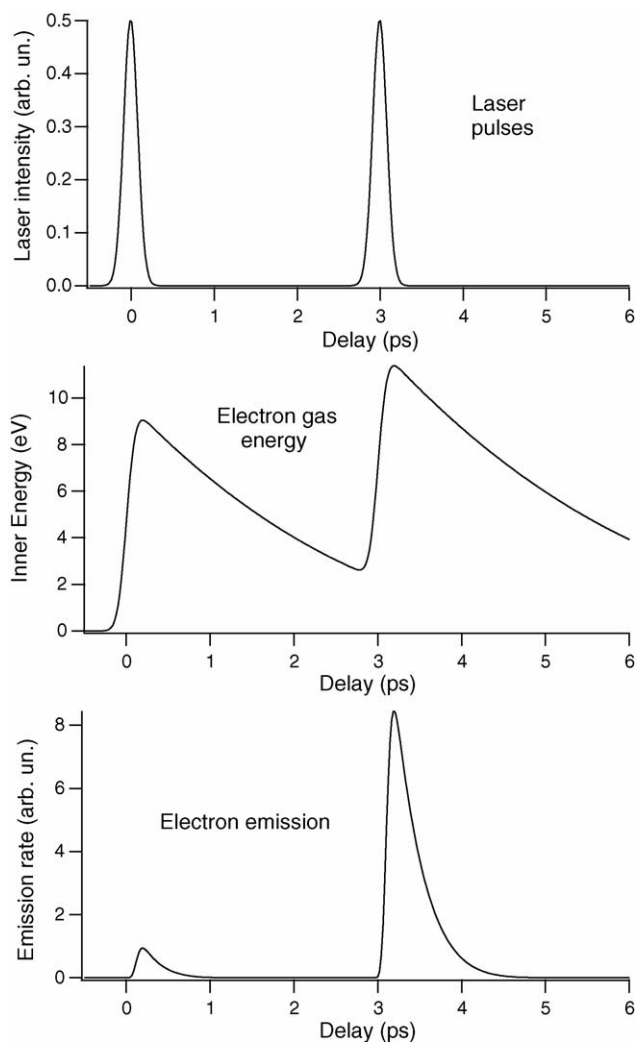 Laser intensity (arb. un.)
0.5
0.4
0.3
0.2
0.1
0.0
Laser
pulses
0 1 2 3 4 5 6
Delay (ps)
Inner Energy (eV)
10
8
6
4
2
0
Electron gas
energy
0 1 2 3 4 5 6
Delay (ps)
Emission rate (arb. un.)
8
6
4
2
0
Electron emission
0 1 2 3 4 5 6
Delay (ps)